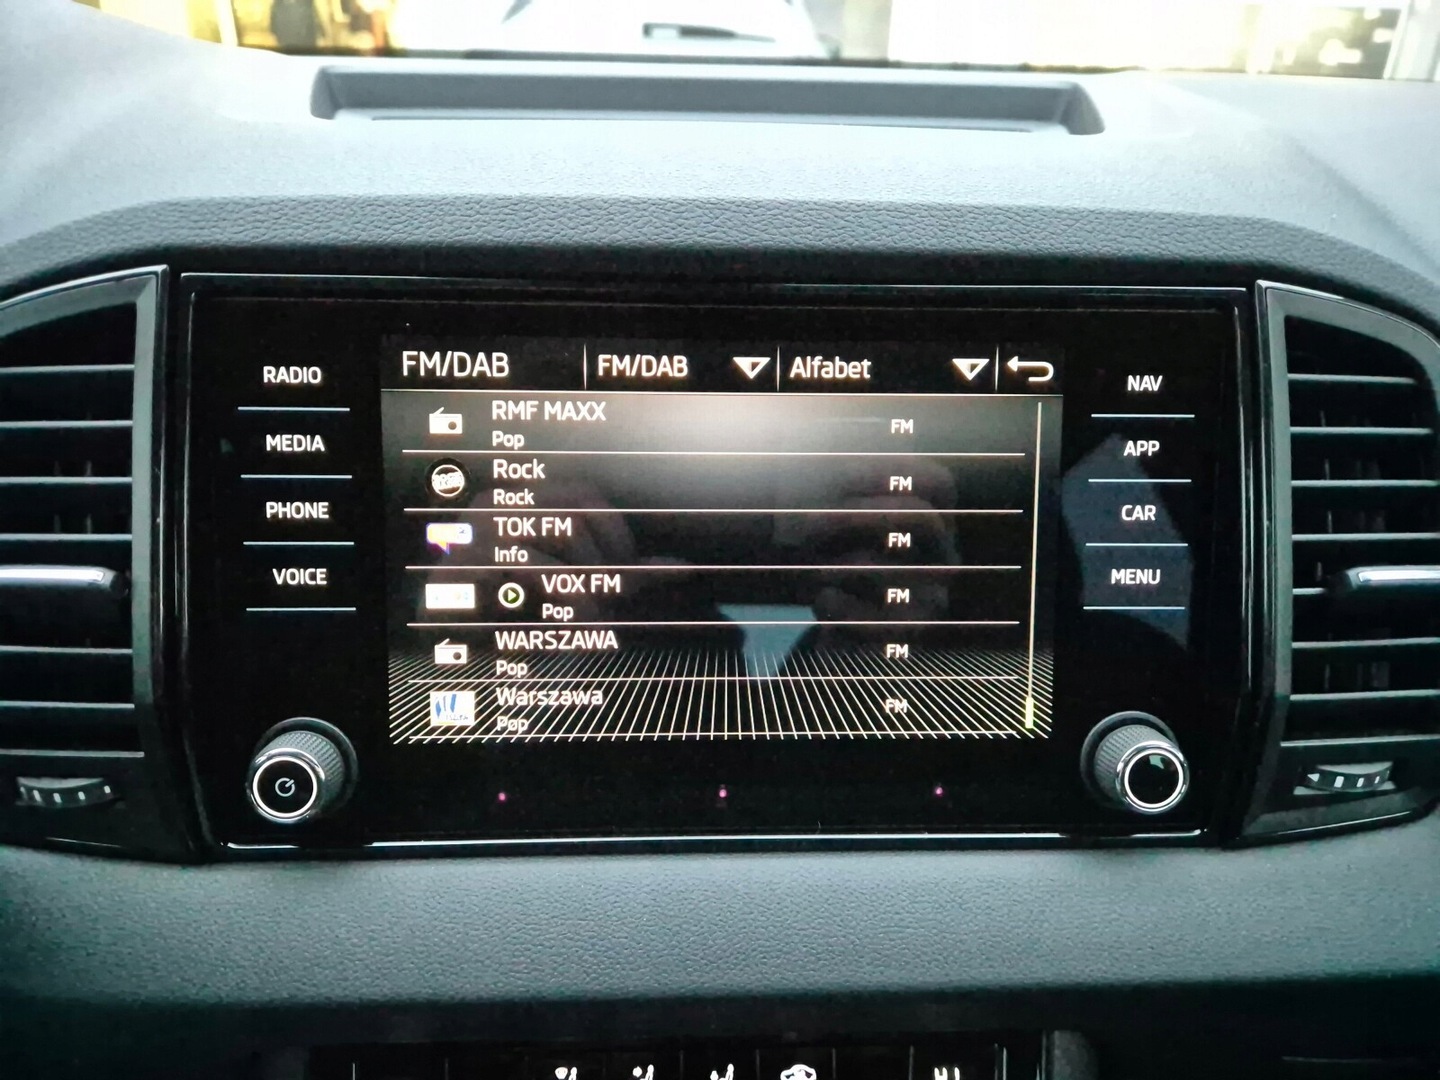 FM/DAB FM/DAB Alfabet
RADIO
MEDIA
PHONE
VOICE
RMF MAXX
Pop
FM
Rock
Rock
FM
TOK FM
Info
FM
VOX FM
Pop
FM
WARSZAWA
Pop
FM
Warszawa
Pop
FM
NAV
APP
CAR
MENU